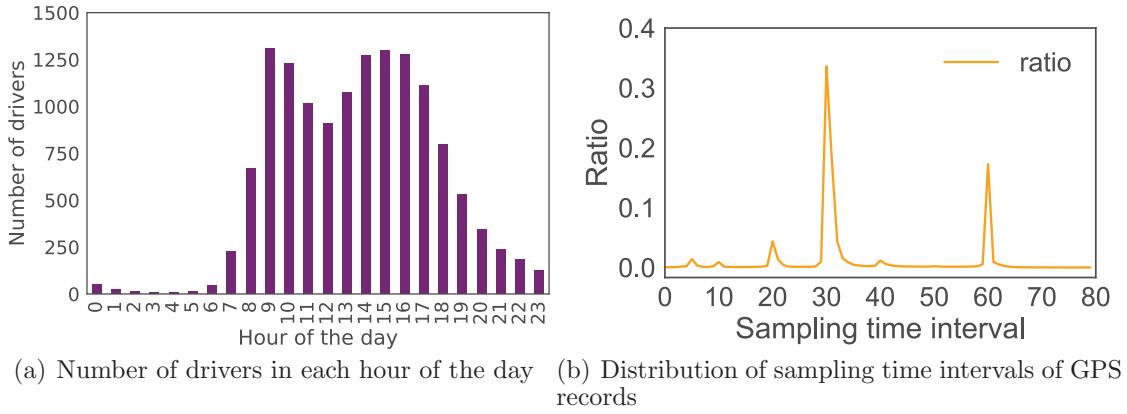 1500
1250
1000
750
500
250
0
Number of drivers
0 1 2 3 4 5 6 7 8 9 10 11 12 13 14 15 16 17 18 19 20 21 22 23
Hour of the day
(a) Number of drivers in each hour of the day
0.4
0.3
0.2
0.1
0.0
Ratio
ratio
0 10 20 30 40 50 60 70 80
Sampling time interval
(b) Distribution of sampling time intervals of GPS
records